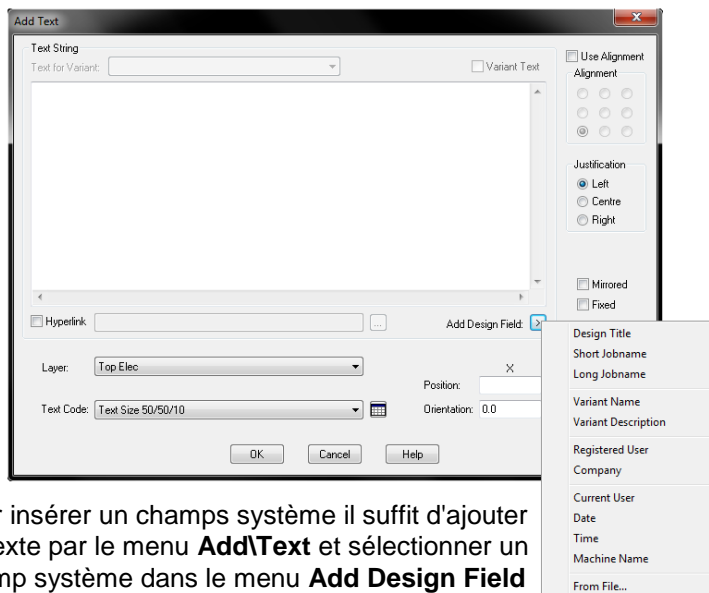 Add Text
Text String
Text for Variant:
Variant Text
Use Alignment
Alignment
Justification
Left
Centre
Right
Mirrored
Fixed
Hyperlink
...
Add Design Field: >
Layer: Top Elec
X
Position:
Text Code: Text Size 50/50/10
Orientation: 0.0
OK Cancel Help
Design Title
Short Jobname
Long Jobname
Variant Name
Variant Description
Registered User
Company
Current User
Date
Time
Machine Name
From File...
r insérer un champs système il suffit d'ajouter
exte par le menu Add\Text et sélectionner un
mp système dans le menu Add Design Field